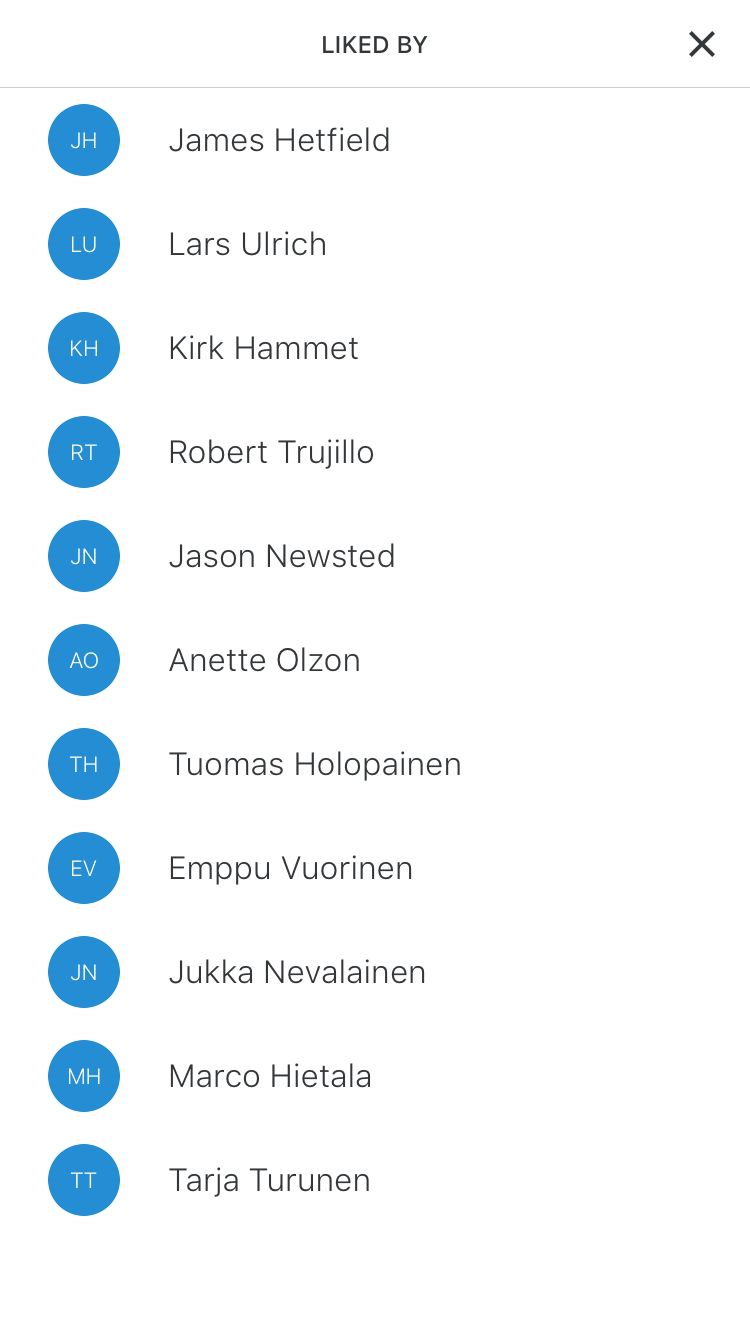 LIKED BY
JH James Hetfield
LU Lars Ulrich
KH Kirk Hammet
RT Robert Trujillo
JN Jason Newsted
AO Anette Olzon
TH Tuomas Holopainen
EV Emppu Vuorinen
JN Jukka Nevalainen
MH Marco Hietala
TT Tarja Turunen